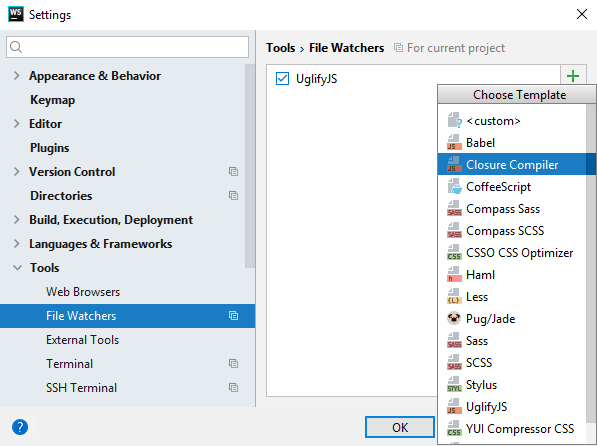 WS Settings
Appearance & Behavior
Keymap
Editor
Plugins
Version Control
Directories
Build, Execution, Deployment
Languages & Frameworks
Tools
Web Browsers
File Watchers
External Tools
Terminal
SSH Terminal
Tools › File Watchers For current project
UglifyJS
Choose Template
<custom>
JS Babel
JS Closure Compiler
CoffeeScript
SASS Compass Sass
SASS Compass SCSS
CSS CSSO CSS Optimizer
h Haml
{L} Less
Pug/Jade
SASS Sass
SASS SCSS
STYL Stylus
JS UglifyJS
CSS YUI Compressor CSS
?
OK